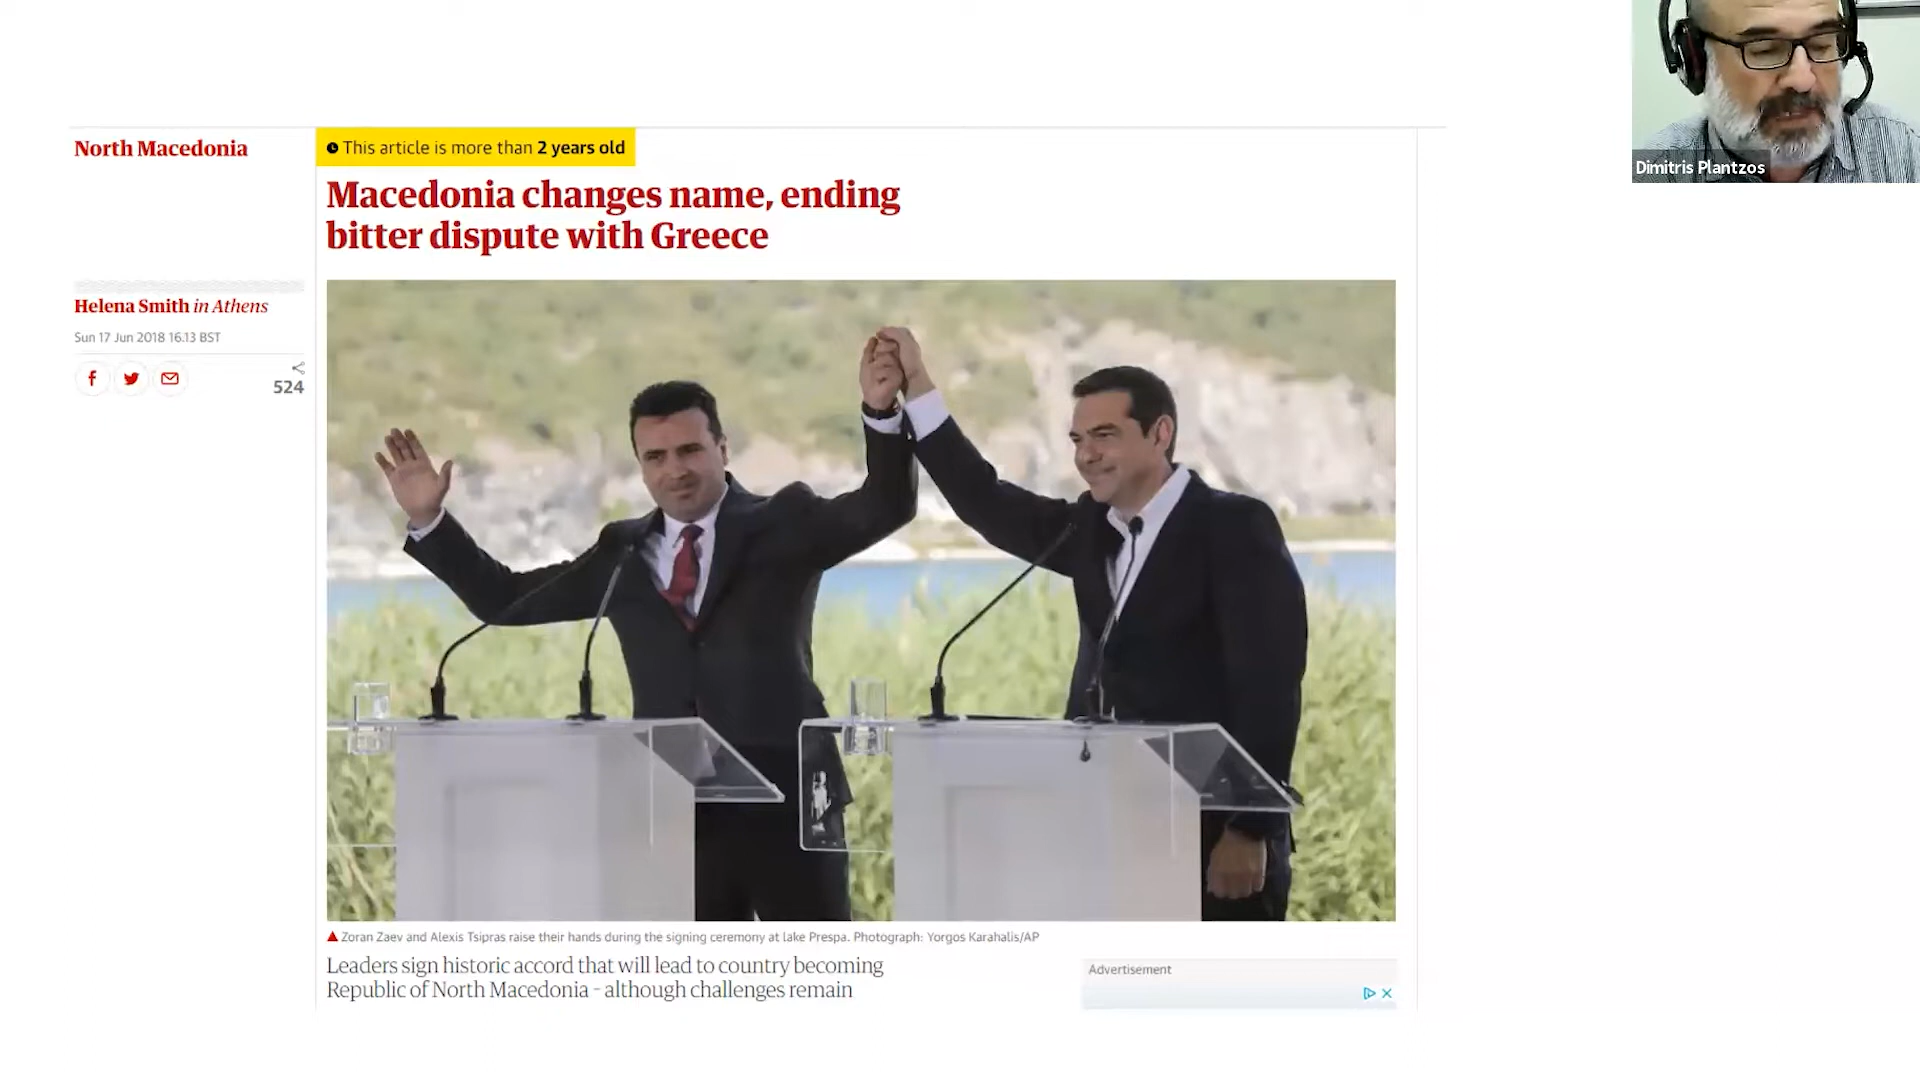 North Macedonia
This article is more than 2 years old
Macedonia changes name, ending
bitter dispute with Greece
Helena Smith in Athens
Sun 17 Jun 2018 16.13 BST
524
Zoran Zaev and Alexis Tsipras raise their hands during the signing ceremony at lake Prespa. Photograph: Yorgos Karahalis/AP
Leaders sign historic accord that will lead to country becoming
Republic of North Macedonia - although challenges remain
Advertisement
Dimitris Plantzos